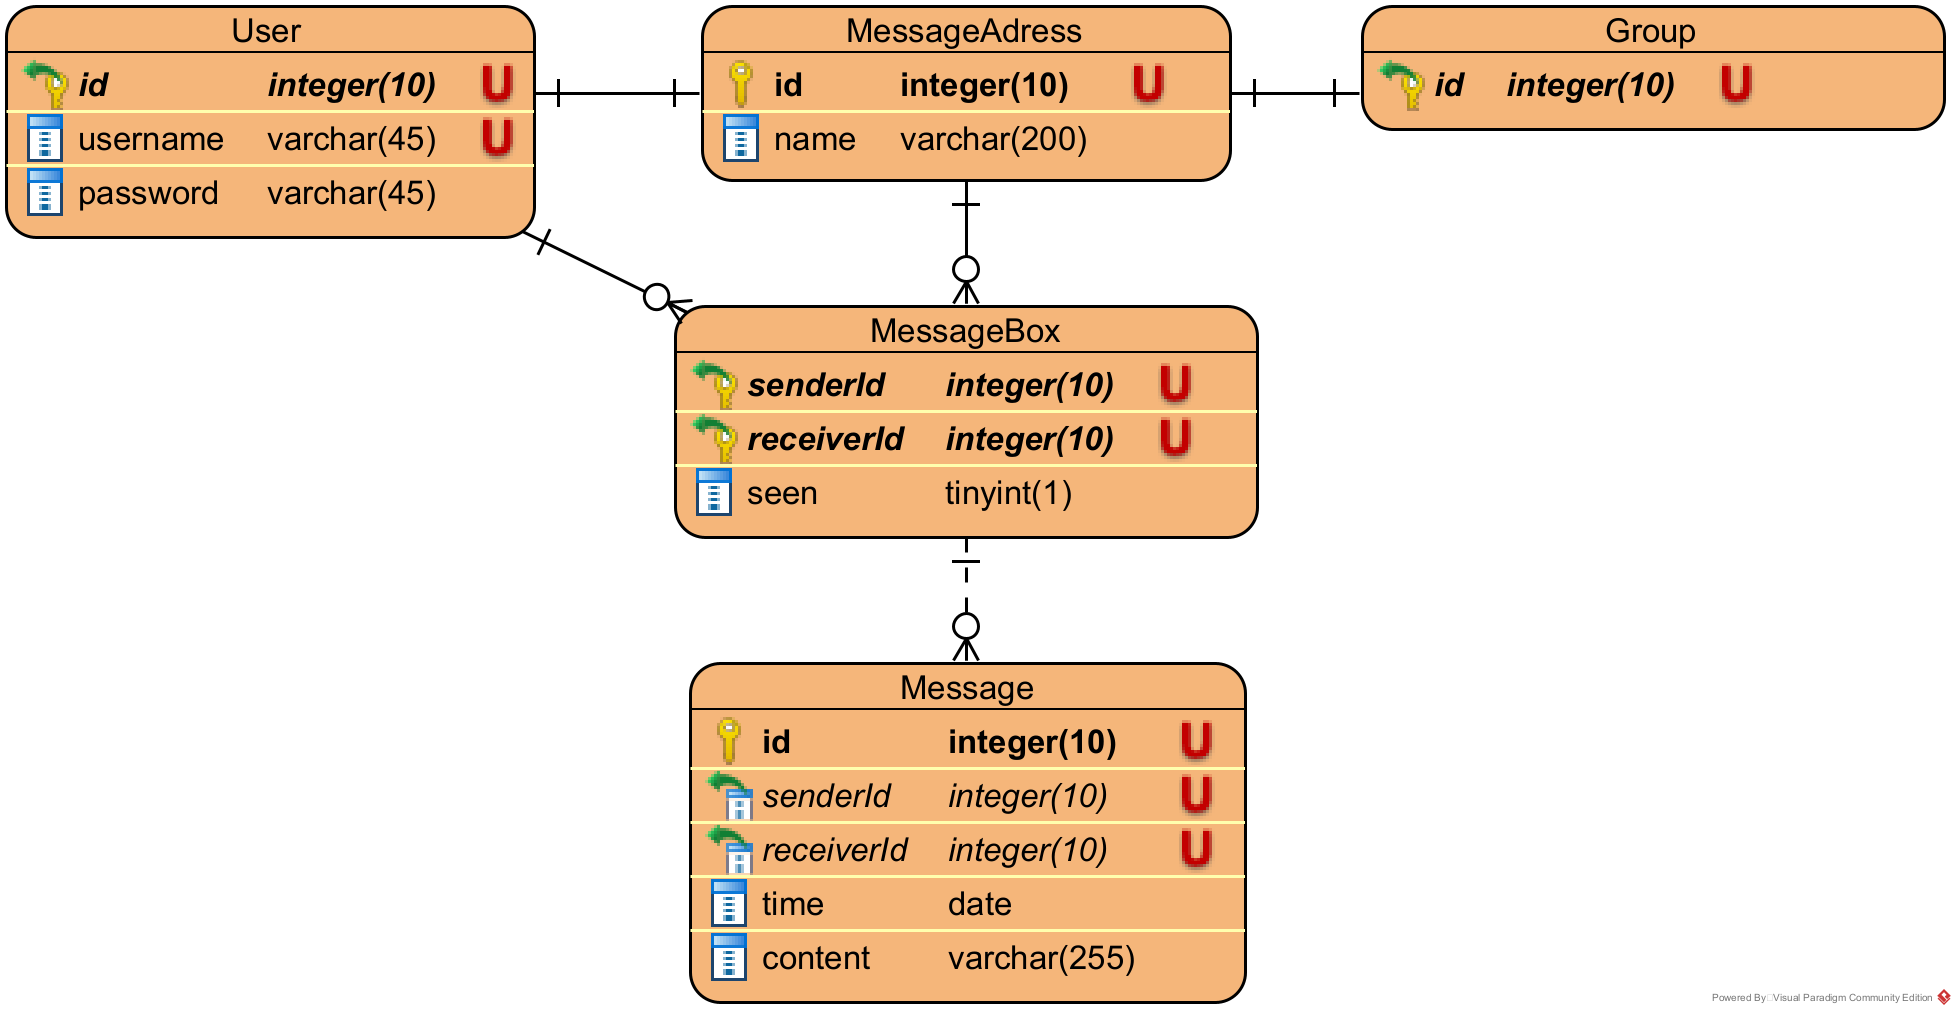 User
id integer(10) U
username varchar(45) U
password varchar(45)
MessageAdress
id integer(10) U
name varchar(200)
Group
id integer(10) U
MessageBox
senderId integer(10) U
receiverId integer(10) U
seen tinyint(1)
Message
id integer(10) U
senderId integer(10) U
receiverId integer(10) U
time date
content varchar(255)
Powered By Visual Paradigm Community Edition